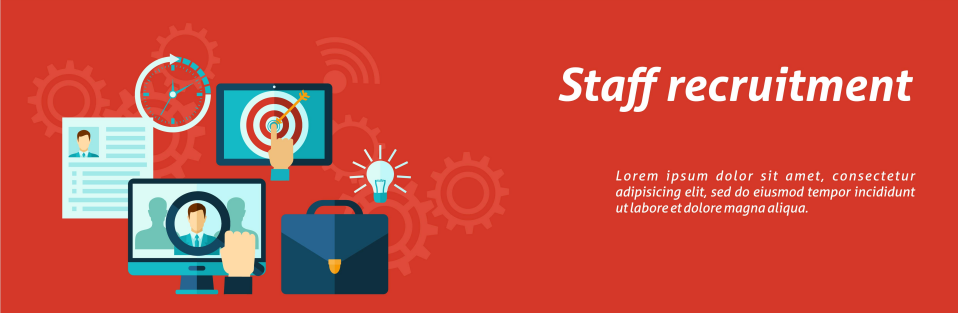 Staff recruitment
Lorem ipsum dolor sit amet, consectetur
adipisicing elit, sed do eiusmod tempor incididunt
ut labore et dolore magna aliqua.